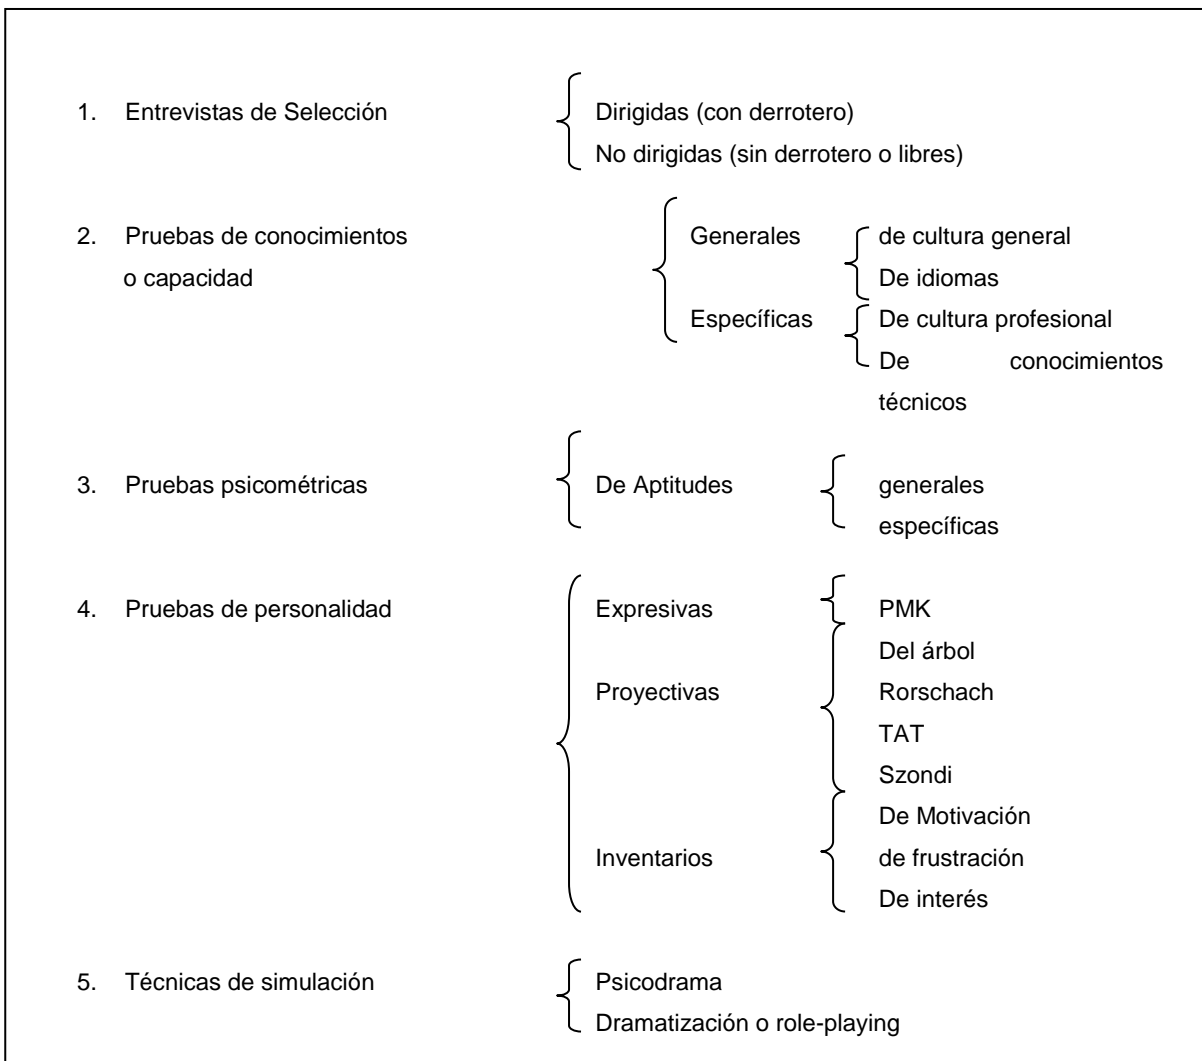 1. Entrevistas de Selección Dirigidas (con derrotero)
No dirigidas (sin derrotero o libres)
2. Pruebas de conocimientos Generales de cultura general
o capacidad De idiomas
Específicas De cultura profesional
De conocimientos
técnicos
3. Pruebas psicométricas De Aptitudes generales
específicas
4. Pruebas de personalidad Expresivas PMK
Del árbol
Proyectivas Rorschach
TAT
Szondi
De Motivación
Inventarios de frustración
De interés
5. Técnicas de simulación Psicodrama
Dramatización o role-playing